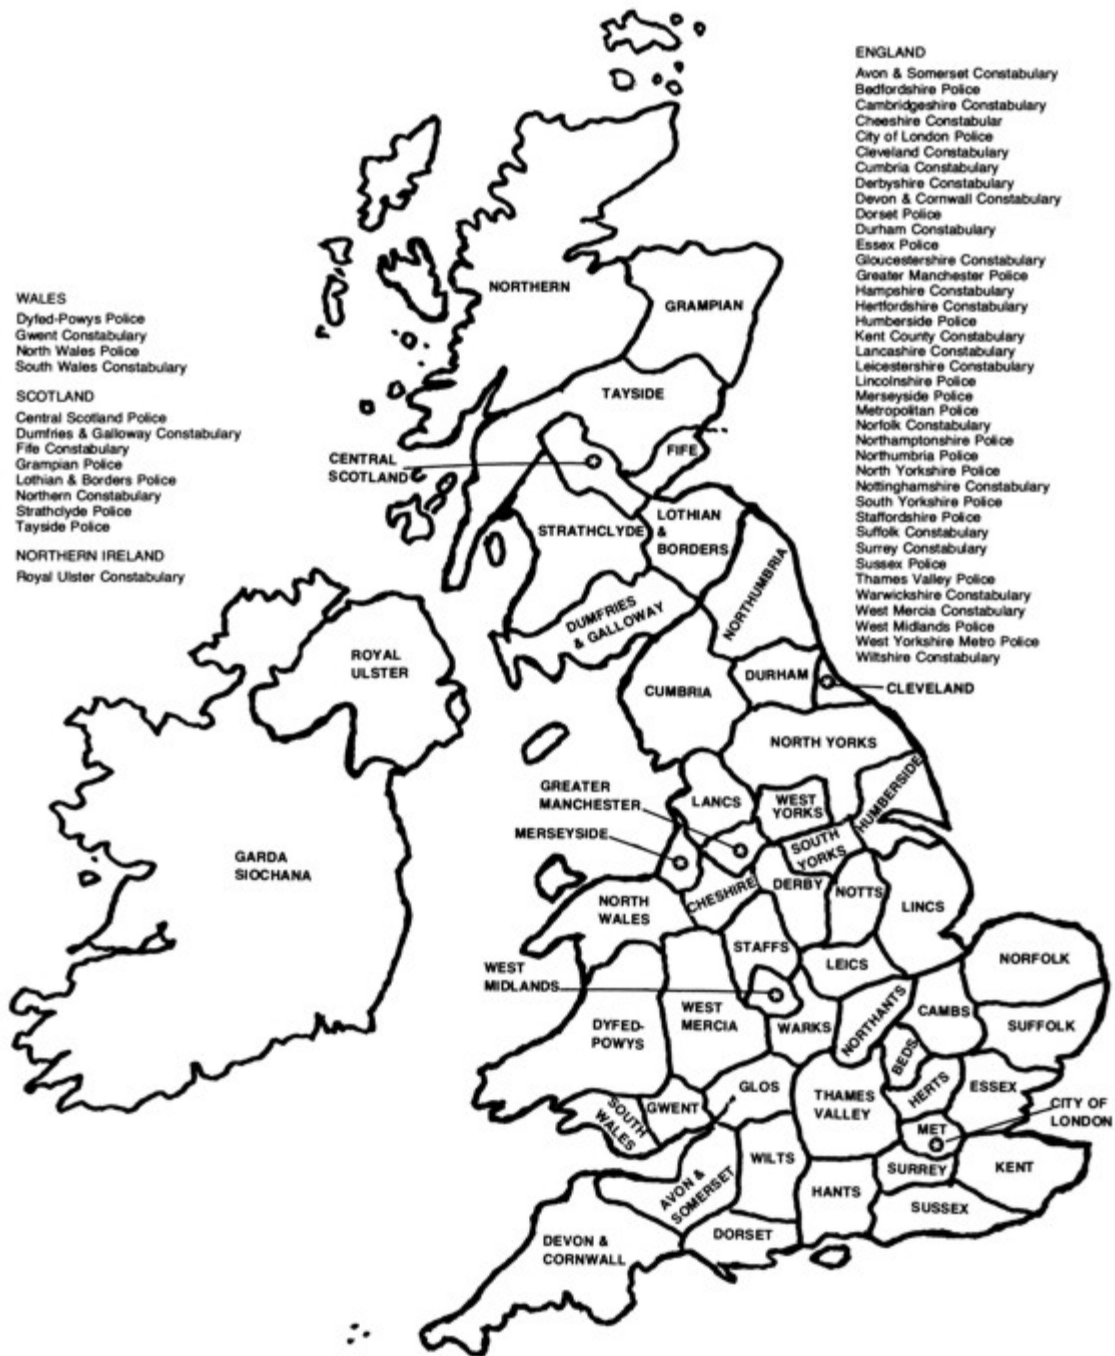 WALES
Dyfed-Powys Police
Gwent Constabulary
North Wales Police
South Wales Constabulary
SCOTLAND
Central Scotland Police
Dumfries & Galloway Constabulary
Fife Constabulary
Grampian Police
Lothian & Borders Police
Northern Constabulary
Strathclyde Police
Tayside Police
NORTHERN IRELAND
Royal Ulster Constabulary
ENGLAND
Avon & Somerset Constabulary
Bedfordshire Police
Cambridgeshire Constabulary
Cheeshire Constabular
City of London Police
Cleveland Constabulary
Cumbria Constabulary
Derbyshire Constabulary
Devon & Cornwall Constabulary
Dorset Police
Durham Constabulary
Essex Police
Gloucestershire Constabulary
Greater Manchester Police
Hampshire Constabulary
Hertfordshire Constabulary
Humberside Police
Kent County Constabulary
Lancashire Constabulary
Leicestershire Constabulary
Lincolnshire Police
Merseyside Police
Metropolitan Police
Norfolk Constabulary
Northamptonshire Police
Northumbria Police
North Yorkshire Police
Nottinghamshire Constabulary
South Yorkshire Police
Staffordshire Police
Suffolk Constabulary
Surrey Constabulary
Sussex Police
Thames Valley Police
Warwickshire Constabulary
West Mercia Constabulary
West Midlands Police
West Yorkshire Metro Police
Wiltshire Constabulary
NORTHERN
GRAMPIAN
TAYSIDE
FIFE
CENTRAL
SCOTLAND
STRATHCLYDE
LOTHIAN
&
BORDERS
NORTHUMBRIA
DUMFRIES
& GALLOWAY
ROYAL
ULSTER
CUMBRIA
DURHAM
CLEVELAND
NORTH YORKS
HUMBERSIDE
GREATER
MANCHESTER
LANCS
WEST
YORKS
MERSEYSIDE
SOUTH
YORKS
GARDA
SIOCHANA
NORTH
WALES
CHESHIRE
DERBY
NOTTS
LINCS
STAFFS
LEICS
NORFOLK
WEST
MIDLANDS
WEST
MERCIA
WARKS
NORTHANTS
CAMBS
SUFFOLK
DYFED-
POWYS
BEDS
HERTS
ESSEX
GLOS
THAMES
VALLEY
SOUTH
WALES
GWENT
MET
CITY OF
LONDON
WILTS
SURREY
KENT
AVON &
SOMERSET
HANTS
SUSSEX
DORSET
DEVON &
CORNWALL